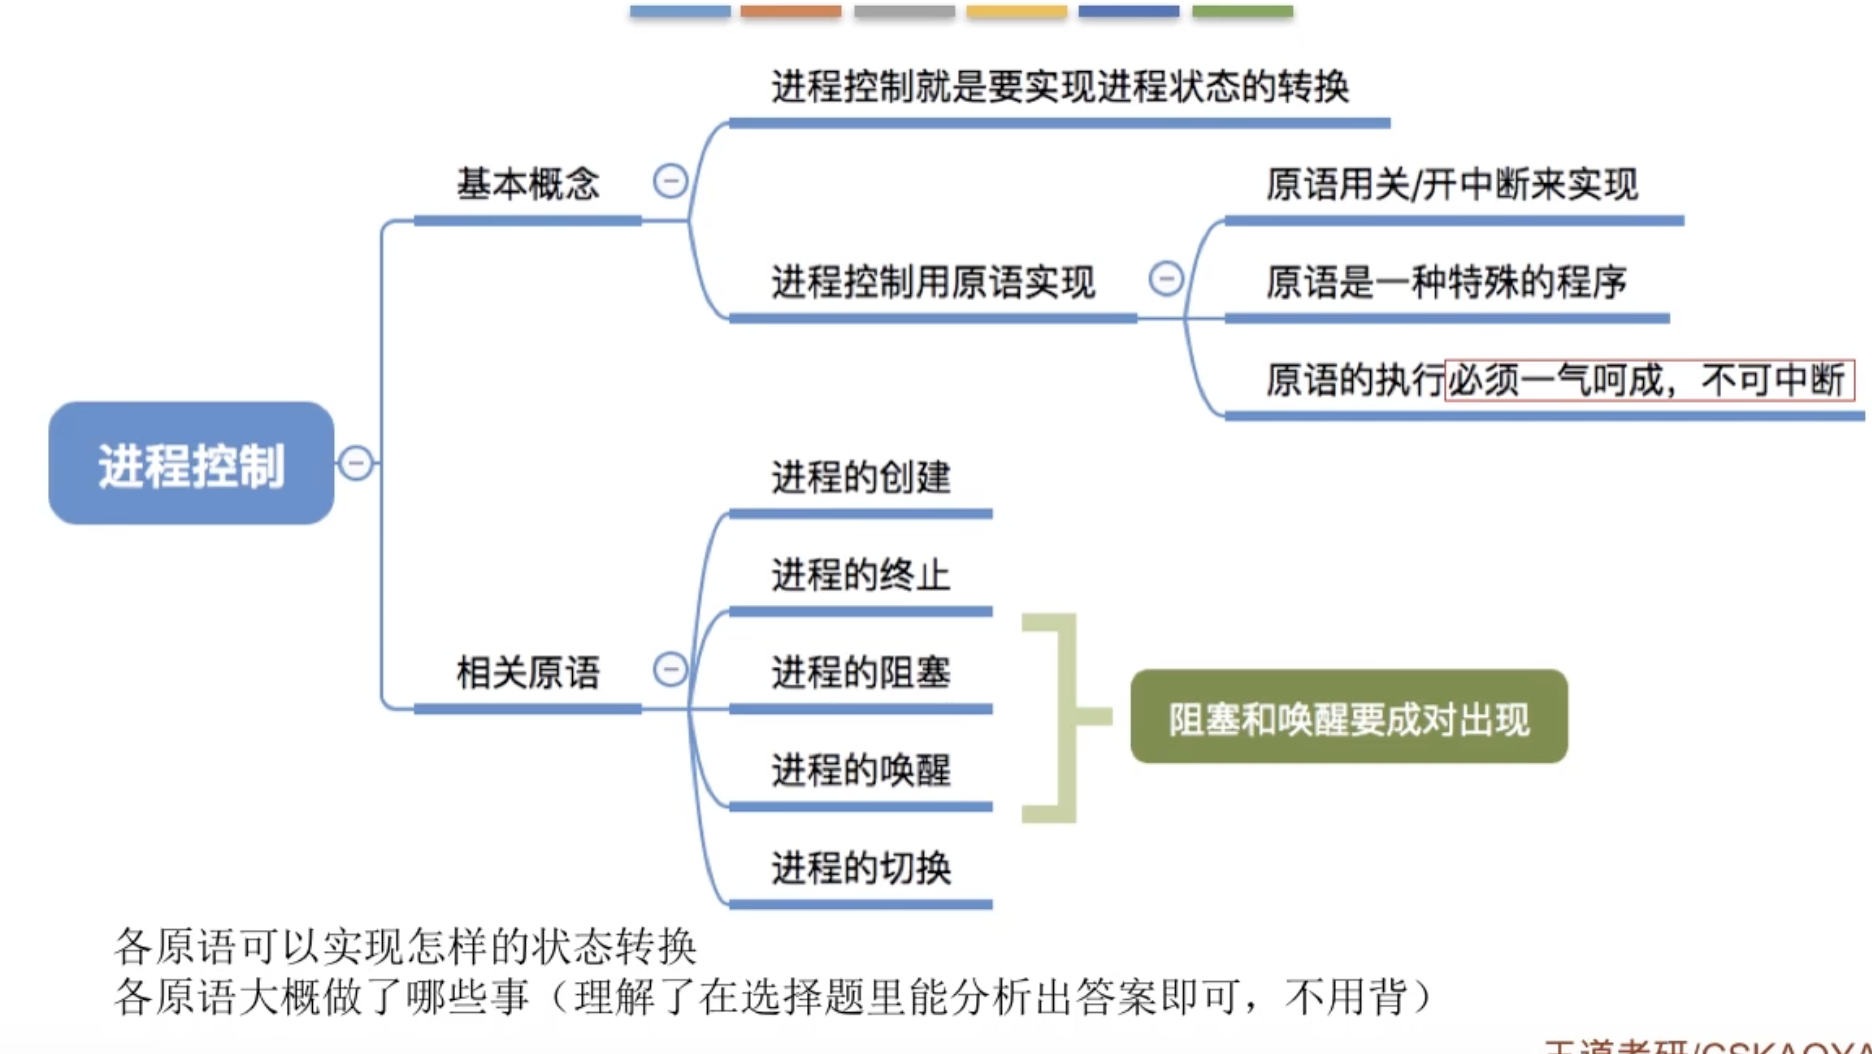 进程控制就是要实现进程状态的转换
基本概念
原语用关/开中断来实现
进程控制用原语实现
原语是一种特殊的程序
原语的执行必须一气呵成，不可中断
进程控制
进程的创建
进程的终止
相关原语
进程的阻塞
阻塞和唤醒要成对出现
进程的唤醒
进程的切换
各原语可以实现怎样的状态转换
各原语大概做了哪些事（理解了在选择题里能分析出答案即可，不用背）
王道考研/CSKAOYA